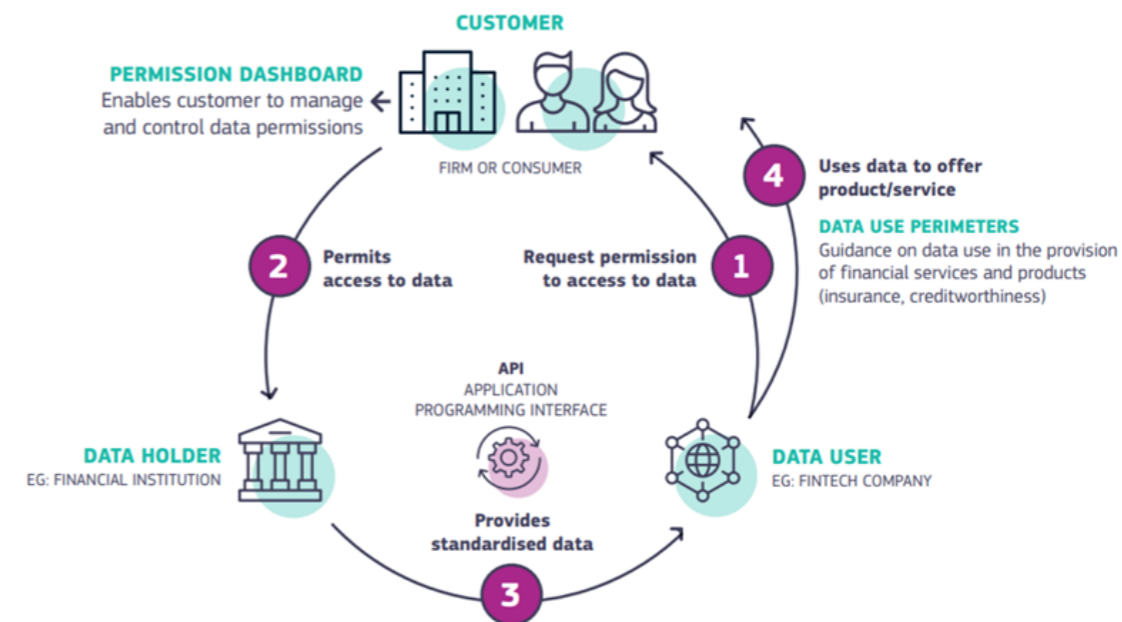 CUSTOMER
PERMISSION DASHBOARD
Enables customer to manage
and control data permissions
FIRM OR CONSUMER
4
Uses data to offer
product/service
DATA USE PERIMETERS
Guidance on data use in the provision
of financial services and products
(insurance, creditworthiness)
2
Permits
access to data
Request permission
to access to data
1
API
APPLICATION
PROGRAMMING INTERFACE
DATA HOLDER
EG: FINANCIAL INSTITUTION
DATA USER
EG: FINTECH COMPANY
Provides
standardised data
3